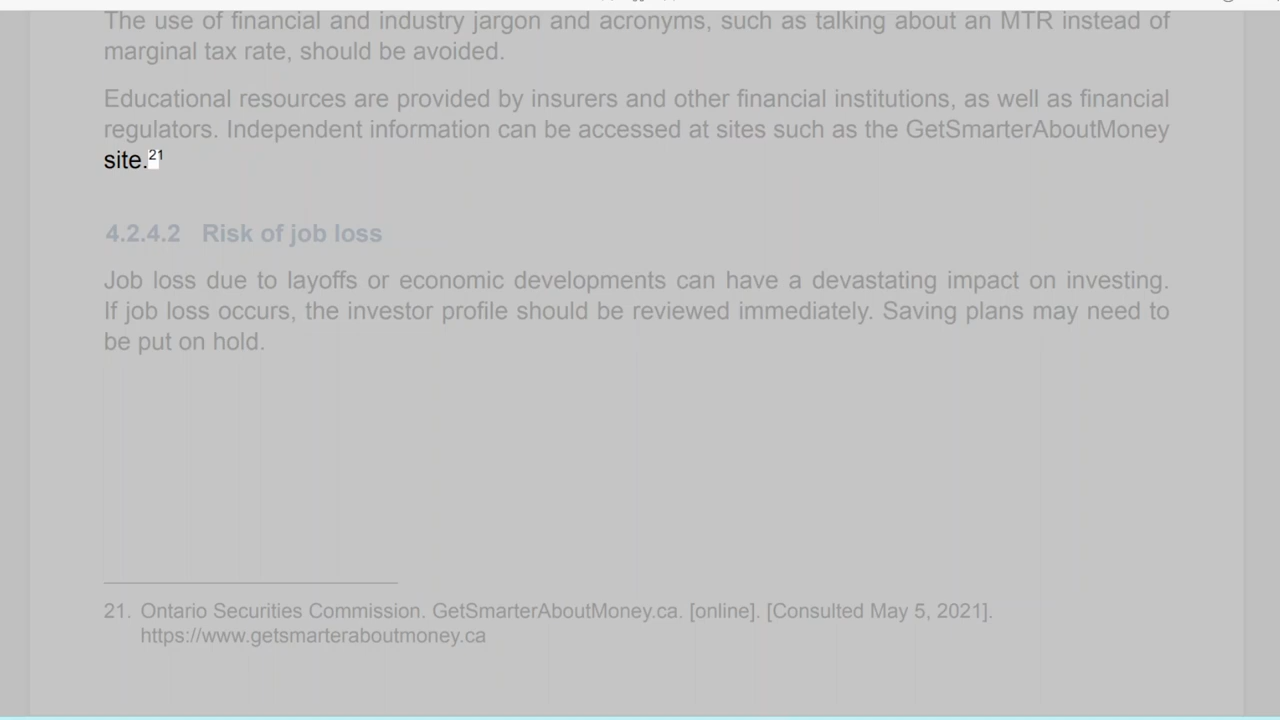 The use of financial and industry jargon and acronyms, such as talking about an MTR instead of
marginal tax rate, should be avoided.
Educational resources are provided by insurers and other financial institutions, as well as financial
regulators. Independent information can be accessed at sites such as the GetSmarterAboutMoney
site.21
4.2.4.2 Risk of job loss
Job loss due to layoffs or economic developments can have a devastating impact on investing.
If job loss occurs, the investor profile should be reviewed immediately. Saving plans may need to
be put on hold.
21. Ontario Securities Commission. GetSmarterAboutMoney.ca. [online]. [Consulted May 5, 2021].
https://www.getsmarteraboutmoney.ca